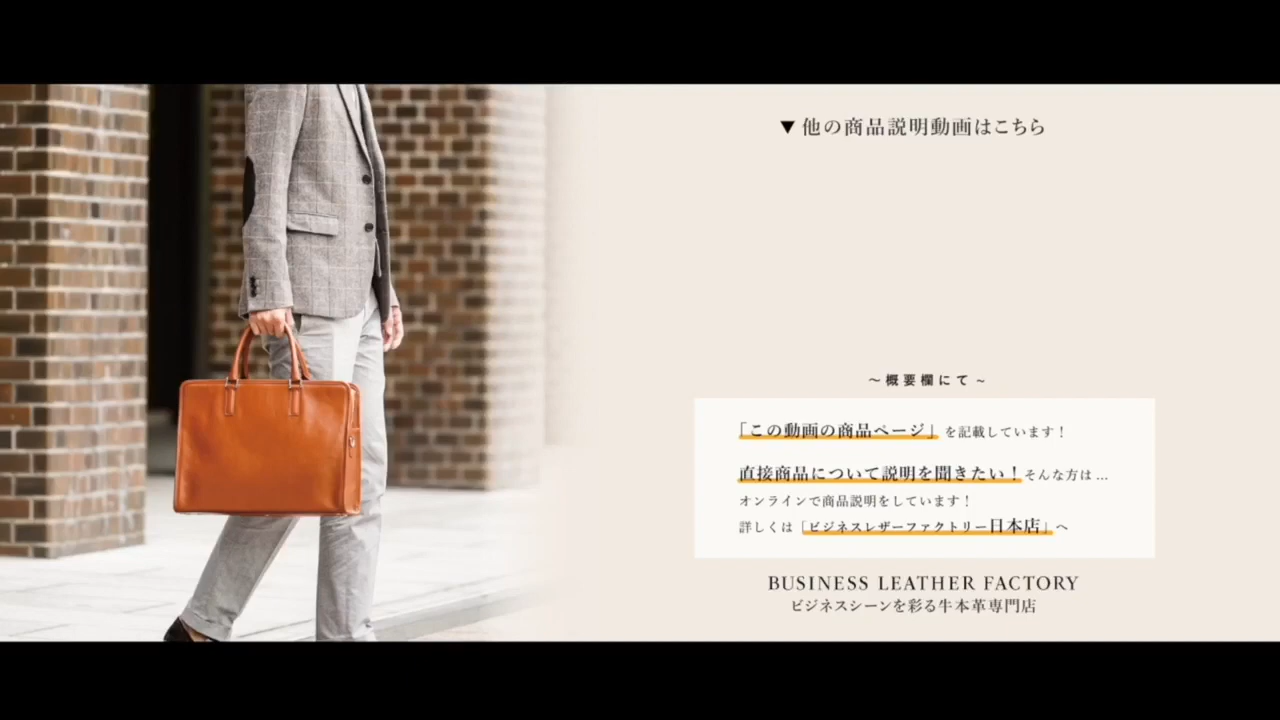 ▼他の商品説明動画はこちら
～概要欄にて～
「この動画の商品ページ」を記載しています！
直接商品について説明を聞きたい！そんな方は…
オンラインで商品説明をしています！
詳しくは「ビジネスレザーファクトリー日本店」へ
BUSINESS LEATHER FACTORY
ビジネスシーンを彩る牛本革専門店